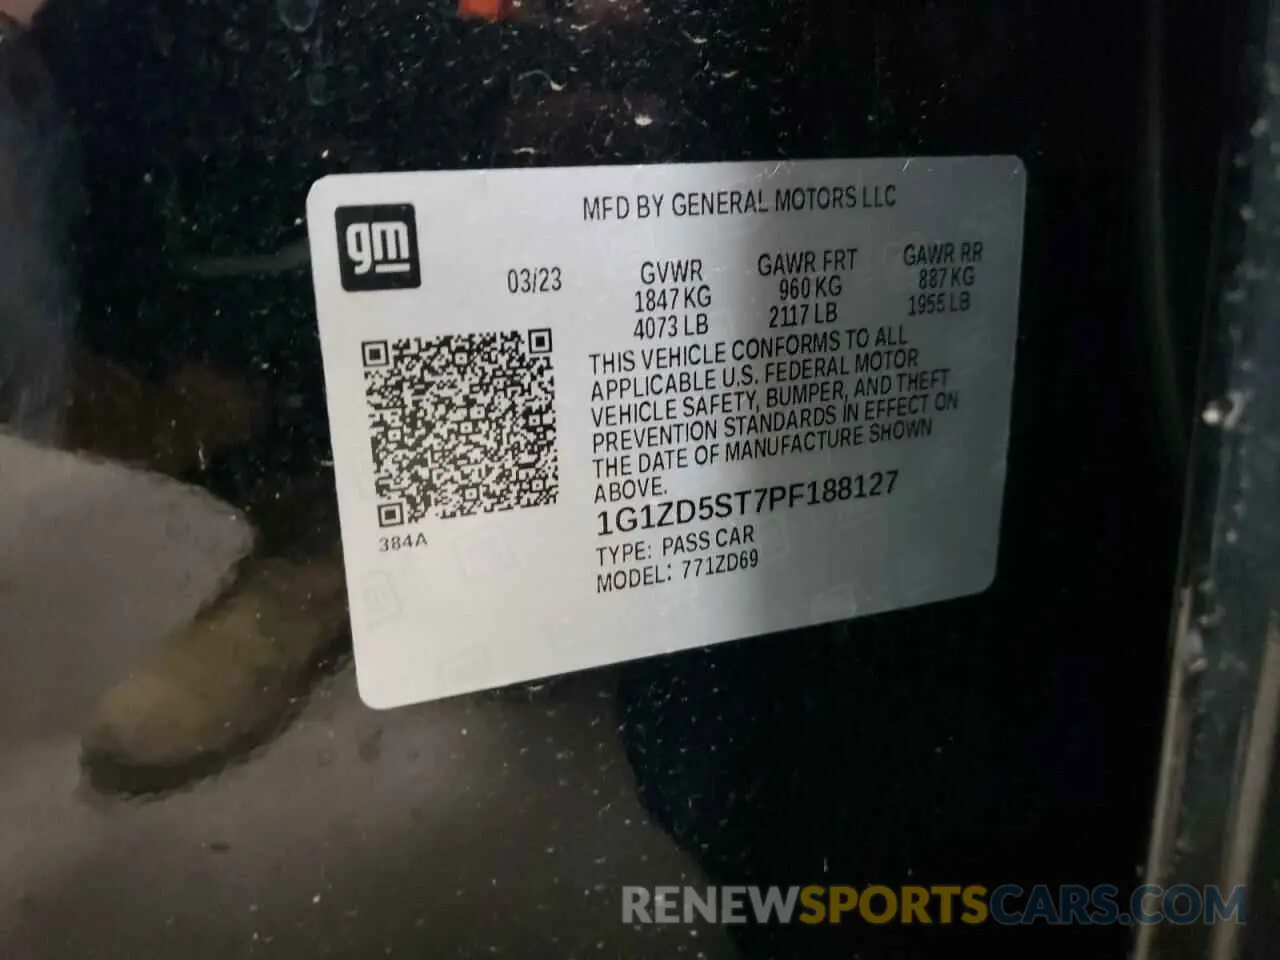 gm
MFD BY GENERAL MOTORS LLC
03/23
GVWR GAWR FRT GAWR RR
1847 KG 960 KG 887 KG
4073 LB 2117 LB 1955 LB
THIS VEHICLE CONFORMS TO ALL
APPLICABLE U.S. FEDERAL MOTOR
VEHICLE SAFETY, BUMPER, AND THEFT
PREVENTION STANDARDS IN EFFECT ON
THE DATE OF MANUFACTURE SHOWN
ABOVE.
1G1ZD5ST7PF188127
384A
TYPE: PASS CAR
MODEL: 771ZD69
RENEWSPORTSCARS.COM